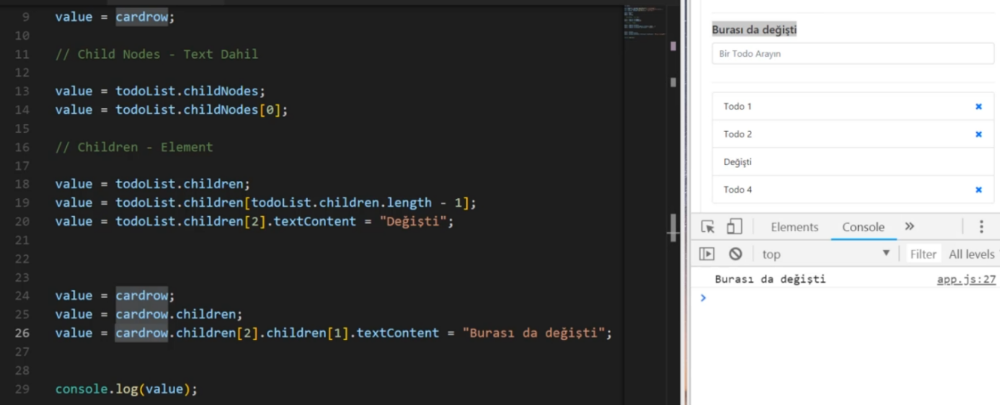 9 value = cardrow;
10
11 // Child Nodes - Text Dahil
12
13 value = todoList.childNodes;
14 value = todoList.childNodes[0];
15
16 // Children - Element
17
18 value = todoList.children;
19 value = todoList.children[todoList.children.length - 1];
20 value = todoList.children[2].textContent = "Değişti";
21
22
23
24 value = cardrow;
25 value = cardrow.children;
26 value = cardrow.children[2].children[1].textContent = "Burası da değişti";
27
28
29 console.log(value);
Burası da değişti
Bir Todo Arayın
Todo 1
Todo 2
Değişti
Todo 4
Elements Console
top Filter All levels
Burası da değişti app.js:27